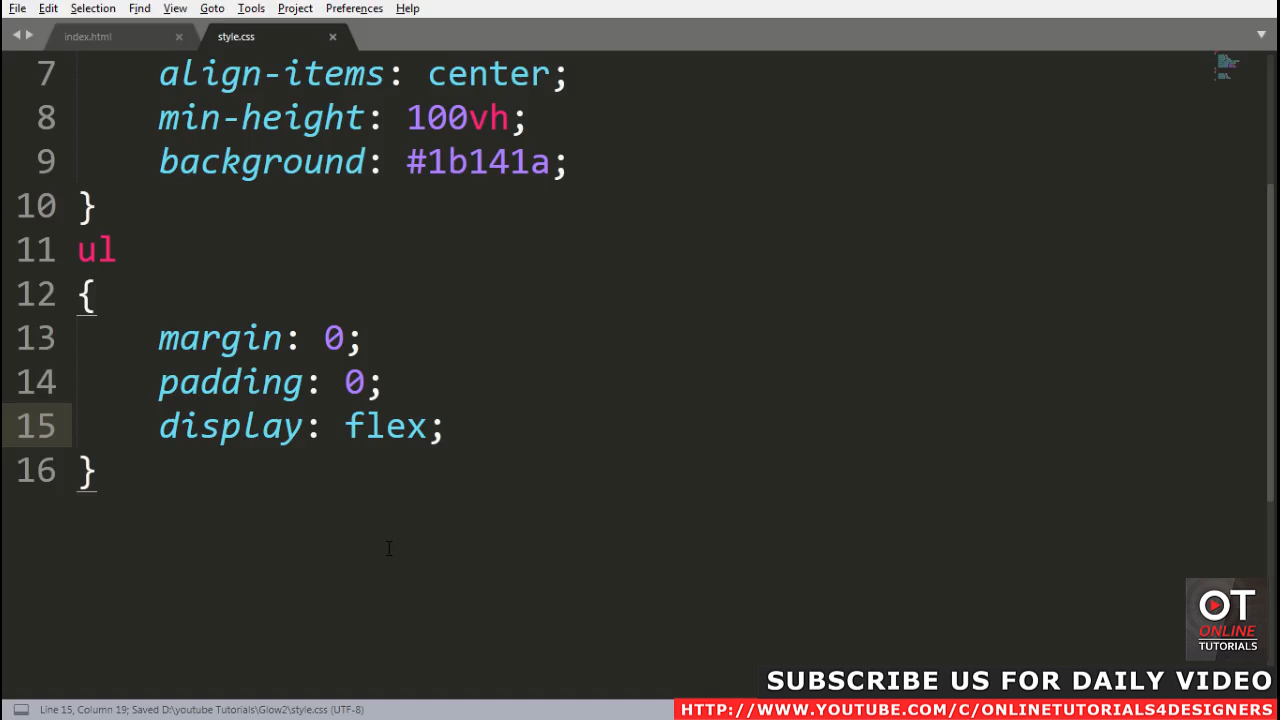 File Edit Selection Find View Goto Tools Project Preferences Help
index.html × style.css ×
7 align-items: center;
8 min-height: 100vh;
9 background: #1b141a;
10 }
11 ul
12 {
13 margin: 0;
14 padding: 0;
15 display: flex;
16 }
OT
ONLINE
TUTORIALS
SUBSCRIBE US FOR DAILY VIDEO
Line 15, Column 19; Saved D:\youtube Tutorials\Glow2\style.css (UTF-8)
HTTP://WWW.YOUTUBE.COM/C/ONLINETUTORIALS4DESIGNERS